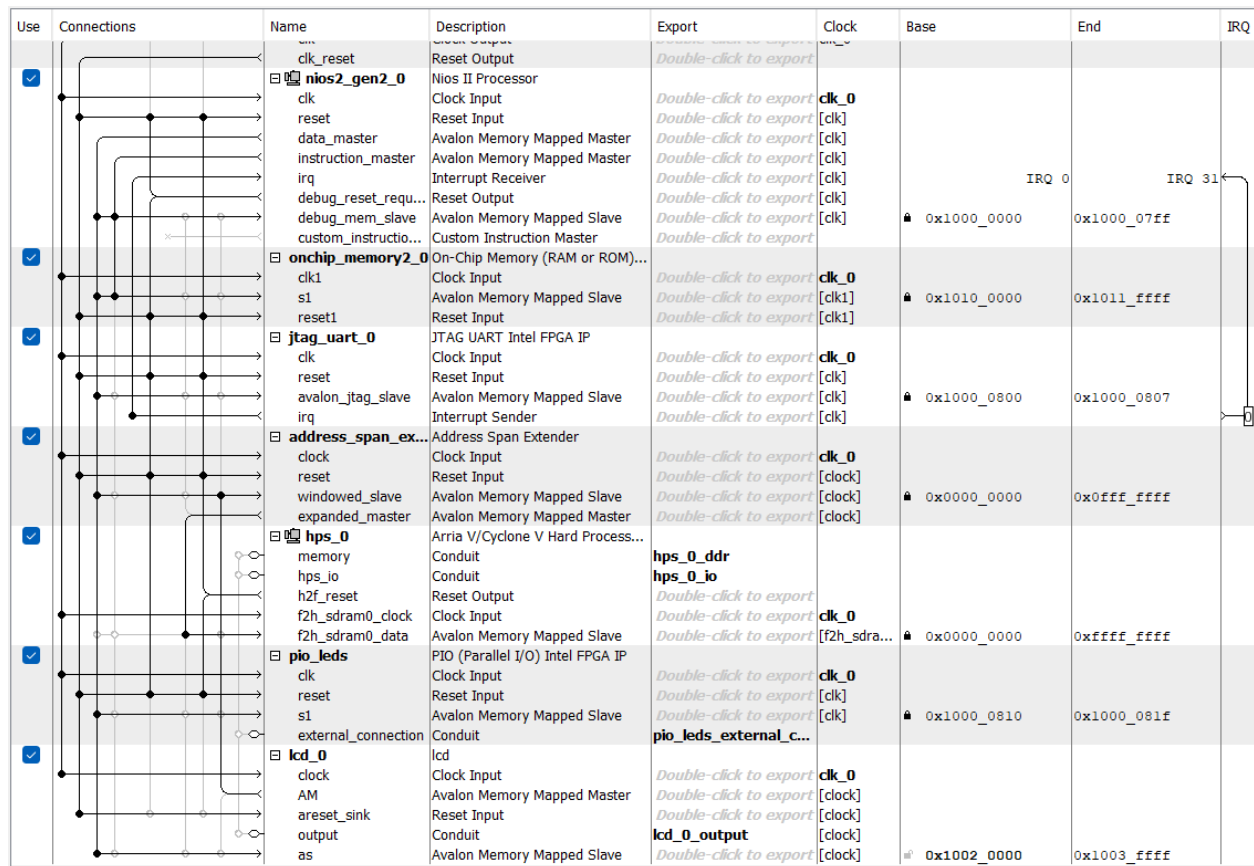 Use Connections Name Description Export Clock Base End IRQ
clk Clock Output Double-click to export clk_0
clk_reset Reset Output Double-click to export
nios2_gen2_0 Nios II Processor
clk Clock Input Double-click to export clk_0
reset Reset Input Double-click to export [clk]
data_master Avalon Memory Mapped Master Double-click to export [clk]
instruction_master Avalon Memory Mapped Master Double-click to export [clk]
irq Interrupt Receiver Double-click to export [clk] IRQ 0 IRQ 31
debug_reset_requ... Reset Output Double-click to export [clk]
debug_mem_slave Avalon Memory Mapped Slave Double-click to export [clk] 0x1000_0000 0x1000_07ff
custom_instructio... Custom Instruction Master Double-click to export
onchip_memory2_0 On-Chip Memory (RAM or ROM)...
clk1 Clock Input Double-click to export clk_0
s1 Avalon Memory Mapped Slave Double-click to export [clk1] 0x1010_0000 0x1011_ffff
reset1 Reset Input Double-click to export [clk1]
jtag_uart_0 JTAG UART Intel FPGA IP
clk Clock Input Double-click to export clk_0
reset Reset Input Double-click to export [clk]
avalon_jtag_slave Avalon Memory Mapped Slave Double-click to export [clk] 0x1000_0800 0x1000_0807
irq Interrupt Sender Double-click to export [clk] 0
address_span_ex... Address Span Extender
clock Clock Input Double-click to export clk_0
reset Reset Input Double-click to export [clock]
windowed_slave Avalon Memory Mapped Slave Double-click to export [clock] 0x0000_0000 0x0fff_ffff
expanded_master Avalon Memory Mapped Master Double-click to export [clock]
hps_0 Arria V/Cyclone V Hard Process...
memory Conduit hps_0_ddr
hps_io Conduit hps_0_io
h2f_reset Reset Output Double-click to export
f2h_sdram0_clock Clock Input Double-click to export clk_0
f2h_sdram0_data Avalon Memory Mapped Slave Double-click to export [f2h_sdra... 0x0000_0000 0xffff_ffff
pio_leds PIO (Parallel I/O) Intel FPGA IP
clk Clock Input Double-click to export clk_0
reset Reset Input Double-click to export [clk]
s1 Avalon Memory Mapped Slave Double-click to export [clk] 0x1000_0810 0x1000_081f
external_connection Conduit pio_leds_external_c...
lcd_0 lcd
clock Clock Input Double-click to export clk_0
AM Avalon Memory Mapped Master Double-click to export [clock]
areset_sink Reset Input Double-click to export [clock]
output Conduit lcd_0_output [clock]
as Avalon Memory Mapped Slave Double-click to export [clock] 0x1002_0000 0x1003_ffff